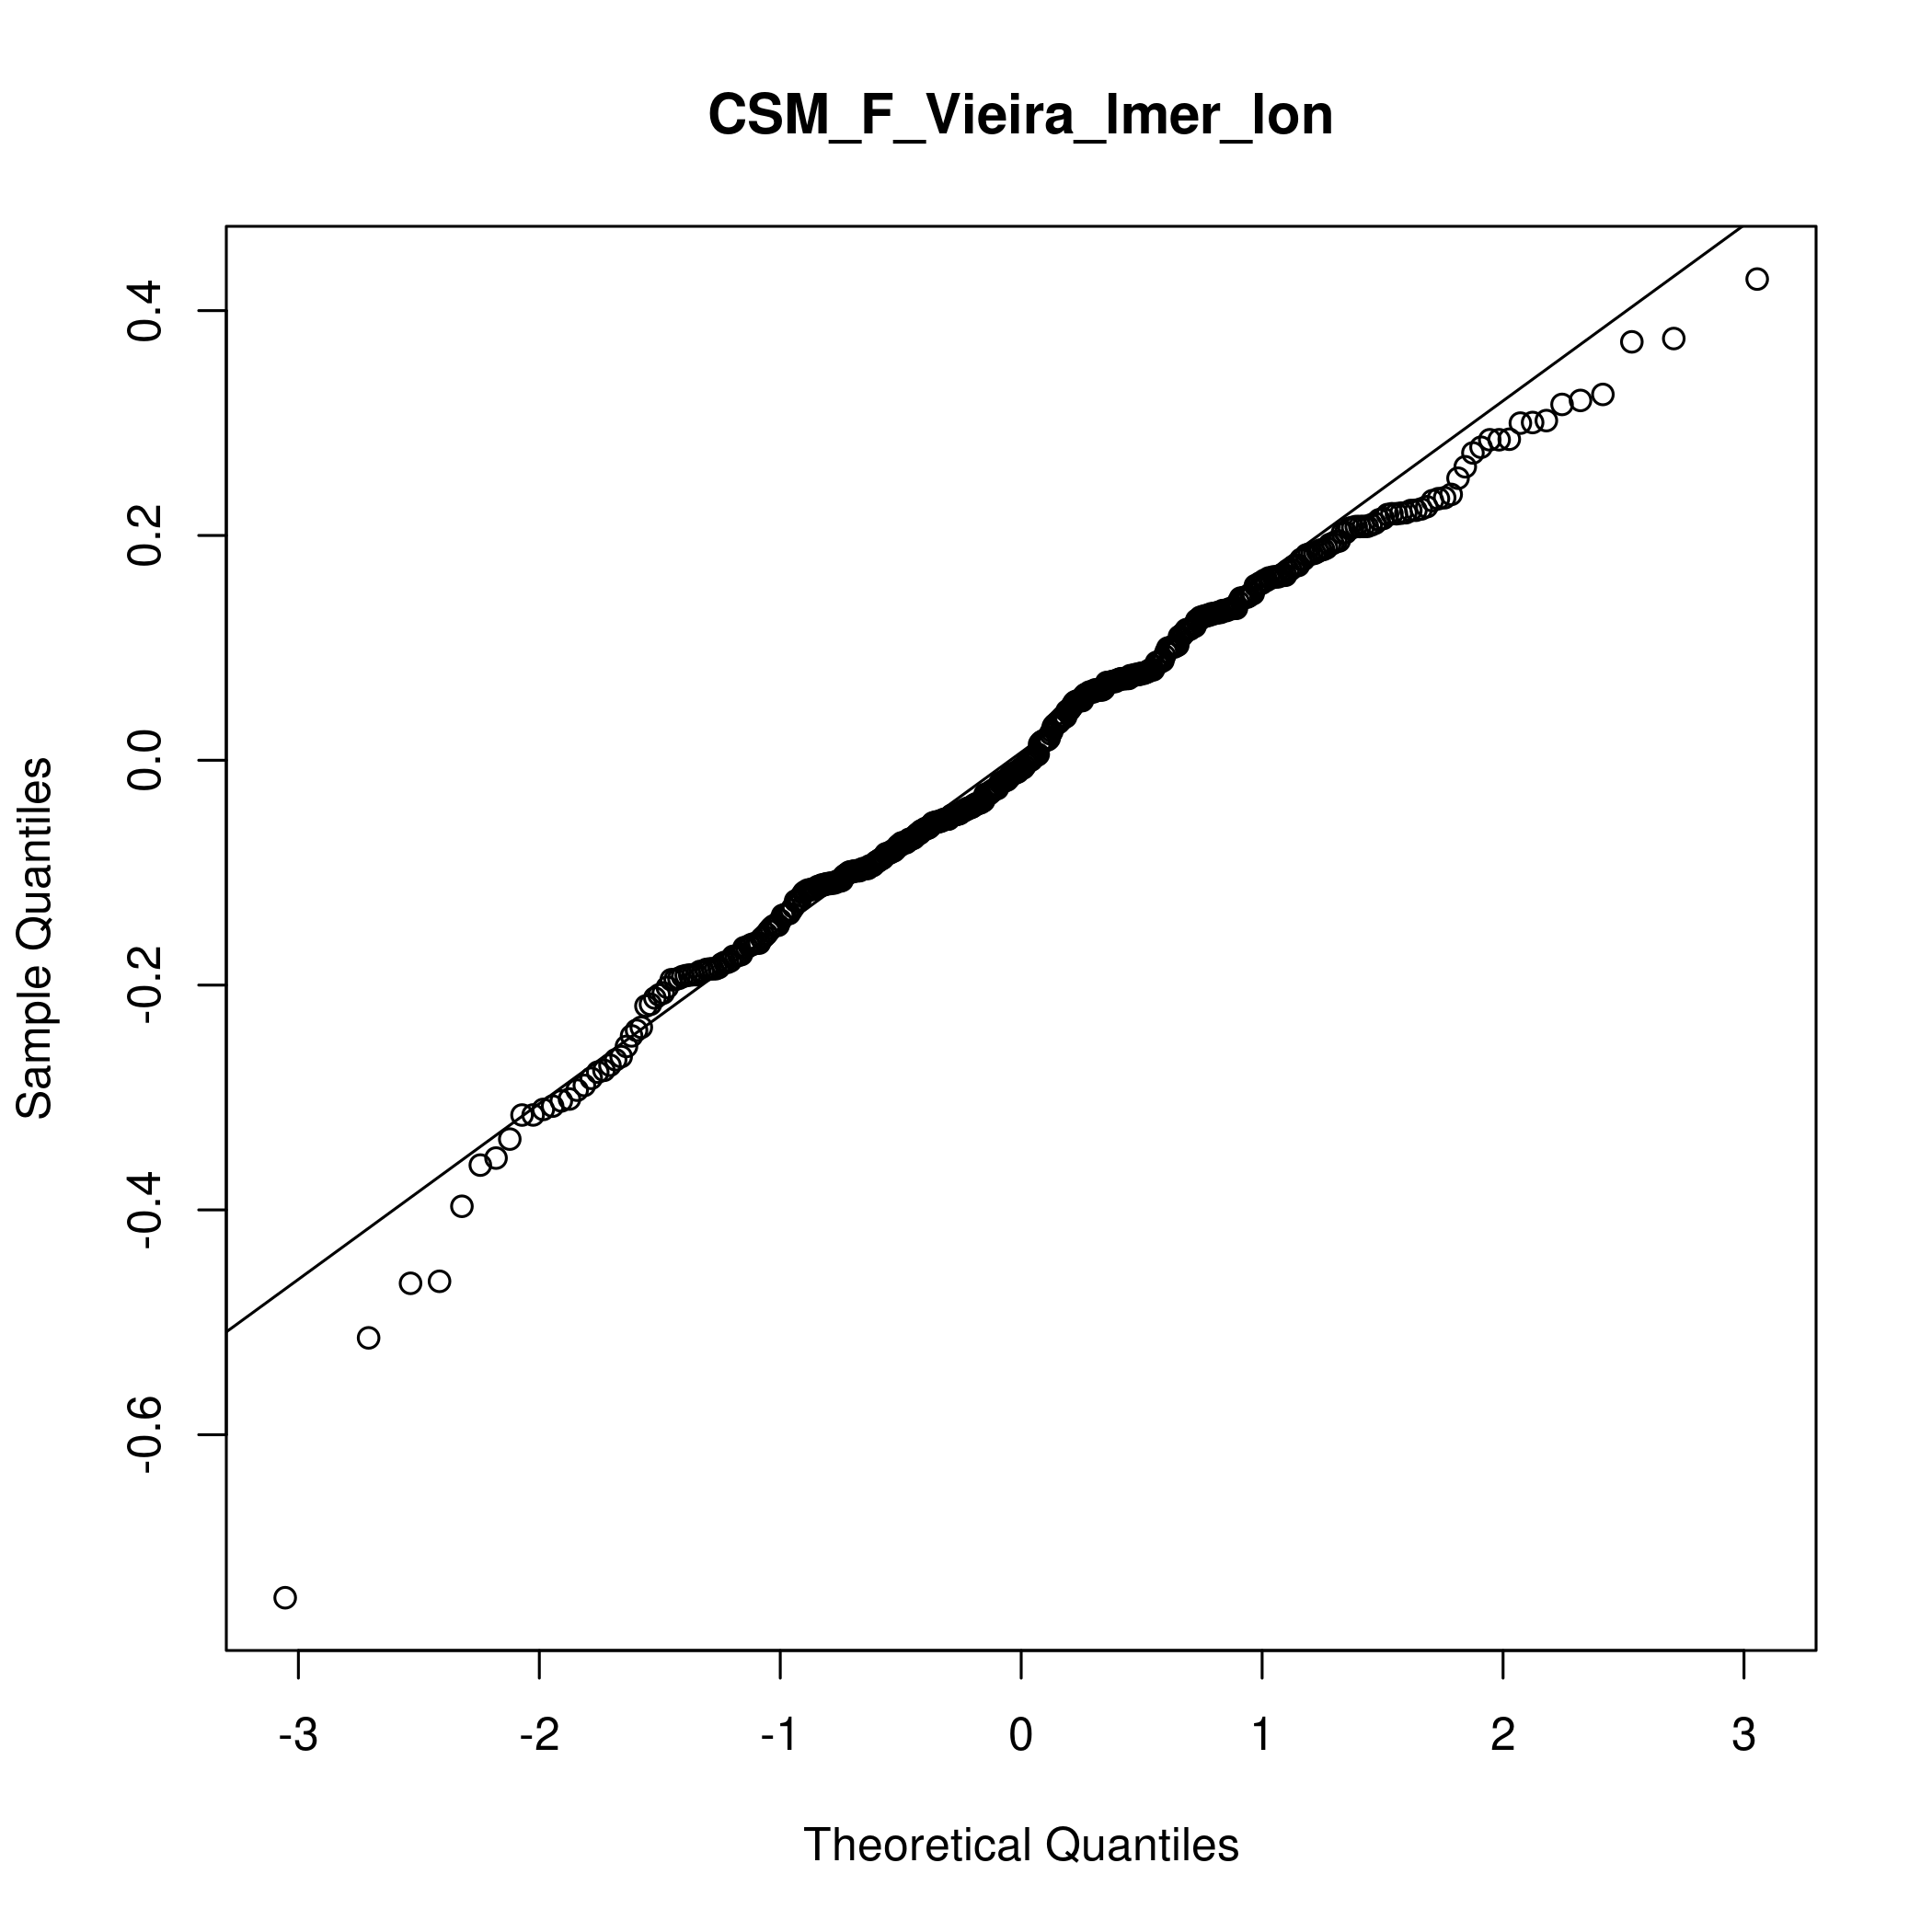 CSM_F_Vieira_lmer_lon
Sample Quantiles
0.4
0.2
0.0
-0.2
-0.4
-0.6
-3 -2 -1 0 1 2 3
Theoretical Quantiles